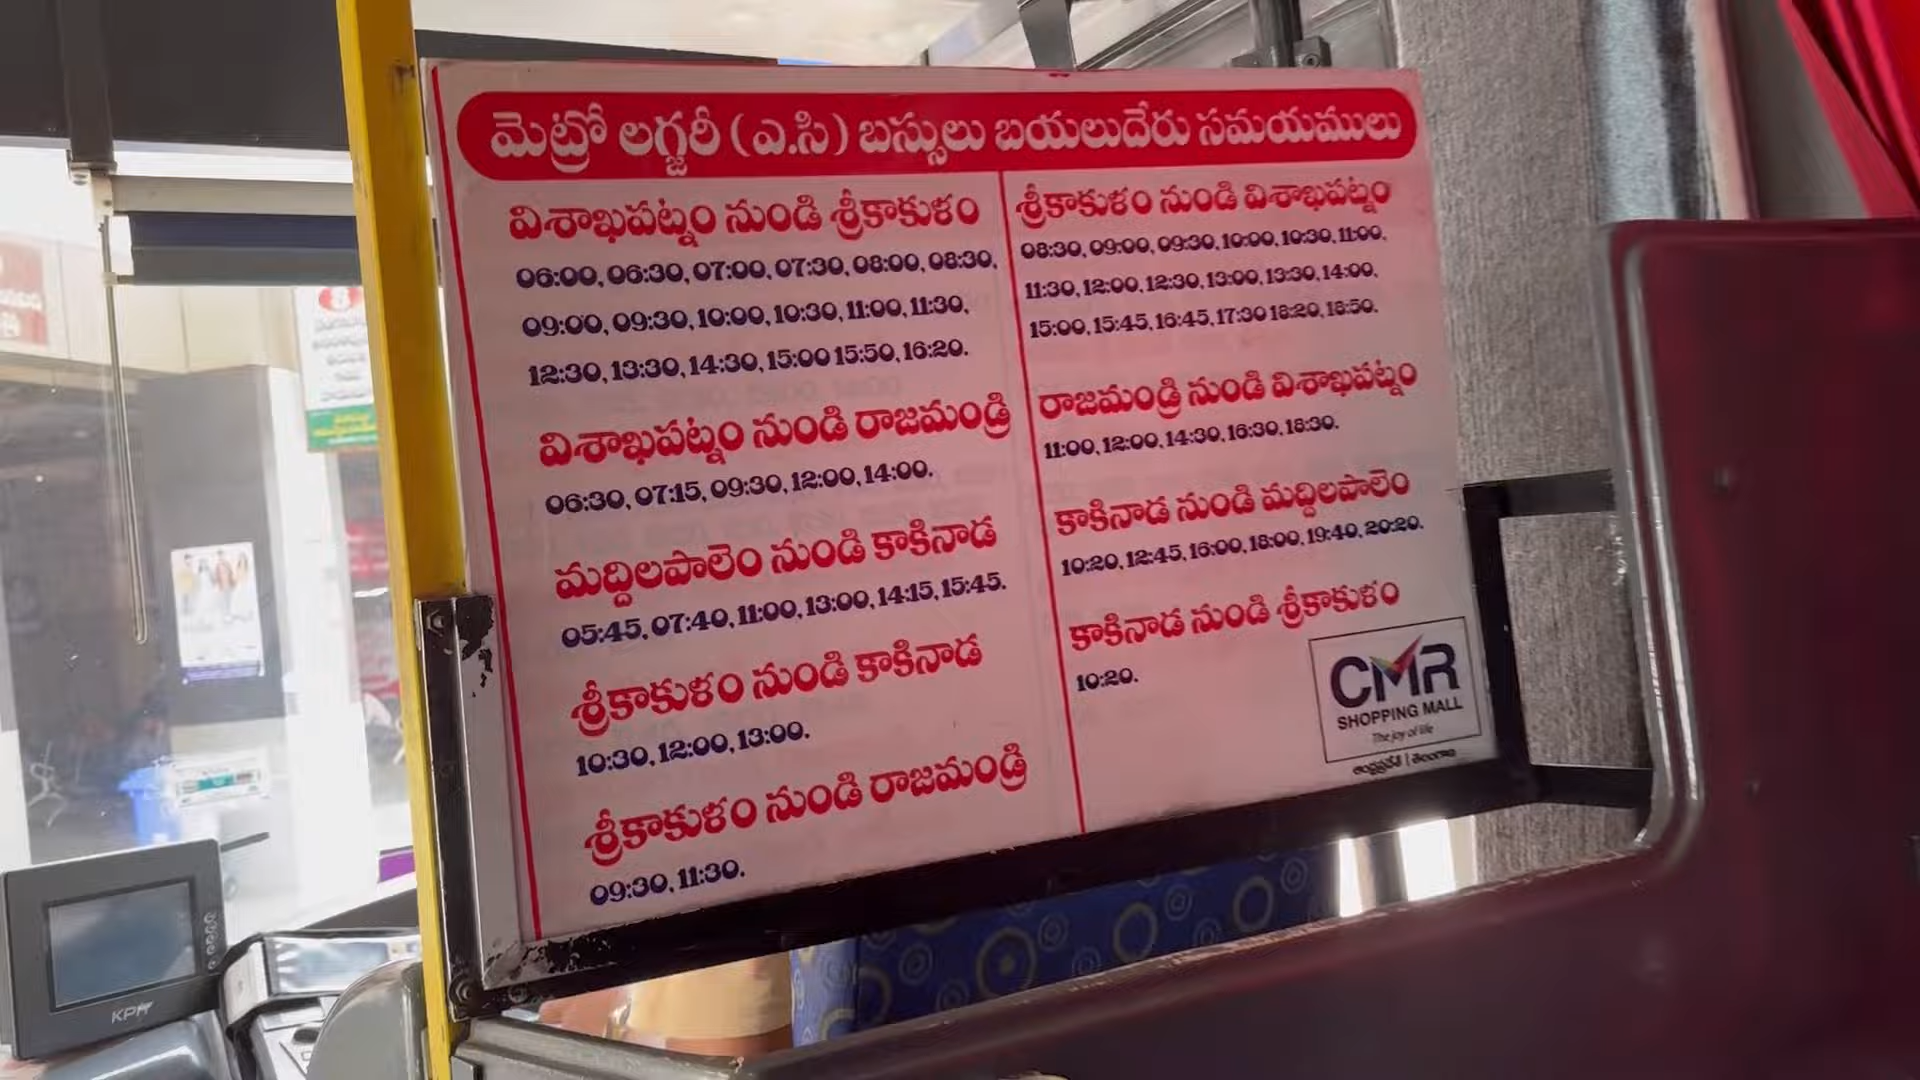 మెట్రో లగ్జరీ (ఎ.సి) బస్సులు బయలుదేరు సమయములు
విశాఖపట్నం నుండి శ్రీకాకుళం
06:00, 06:30, 07:00, 07:30, 08:00, 08:30,
09:00, 09:30, 10:00, 10:30, 11:00, 11:30,
12:30, 13:30, 14:30, 15:00 15:50, 16:20.
విశాఖపట్నం నుండి రాజమండ్రి
06:30, 07:15, 09:30, 12:00, 14:00.
మద్దిలపాలెం నుండి కాకినాడ
05:45, 07:40, 11:00, 13:00, 14:15, 15:45.
శ్రీకాకుళం నుండి కాకినాడ
10:30, 12:00, 13:00.
శ్రీకాకుళం నుండి రాజమండ్రి
09:30, 11:30.
శ్రీకాకుళం నుండి విశాఖపట్నం
08:30, 09:00, 09:30, 10:00, 10:30, 11:00,
11:30, 12:00, 12:30, 13:00, 13:30, 14:00,
15:00, 15:45, 16:45, 17:30 18:20, 18:50.
రాజమండ్రి నుండి విశాఖపట్నం
11:00, 12:00, 14:30, 16:30, 18:30.
కాకినాడ నుండి మద్దిలపాలెం
10:20, 12:45, 16:00, 18:00, 19:40, 20:20.
కాకినాడ నుండి శ్రీకాకుళం
10:20.
CMR
SHOPPING MALL
The joy of life
ఆంధ్రప్రదేశ్ | తెలంగాణ
KPIT